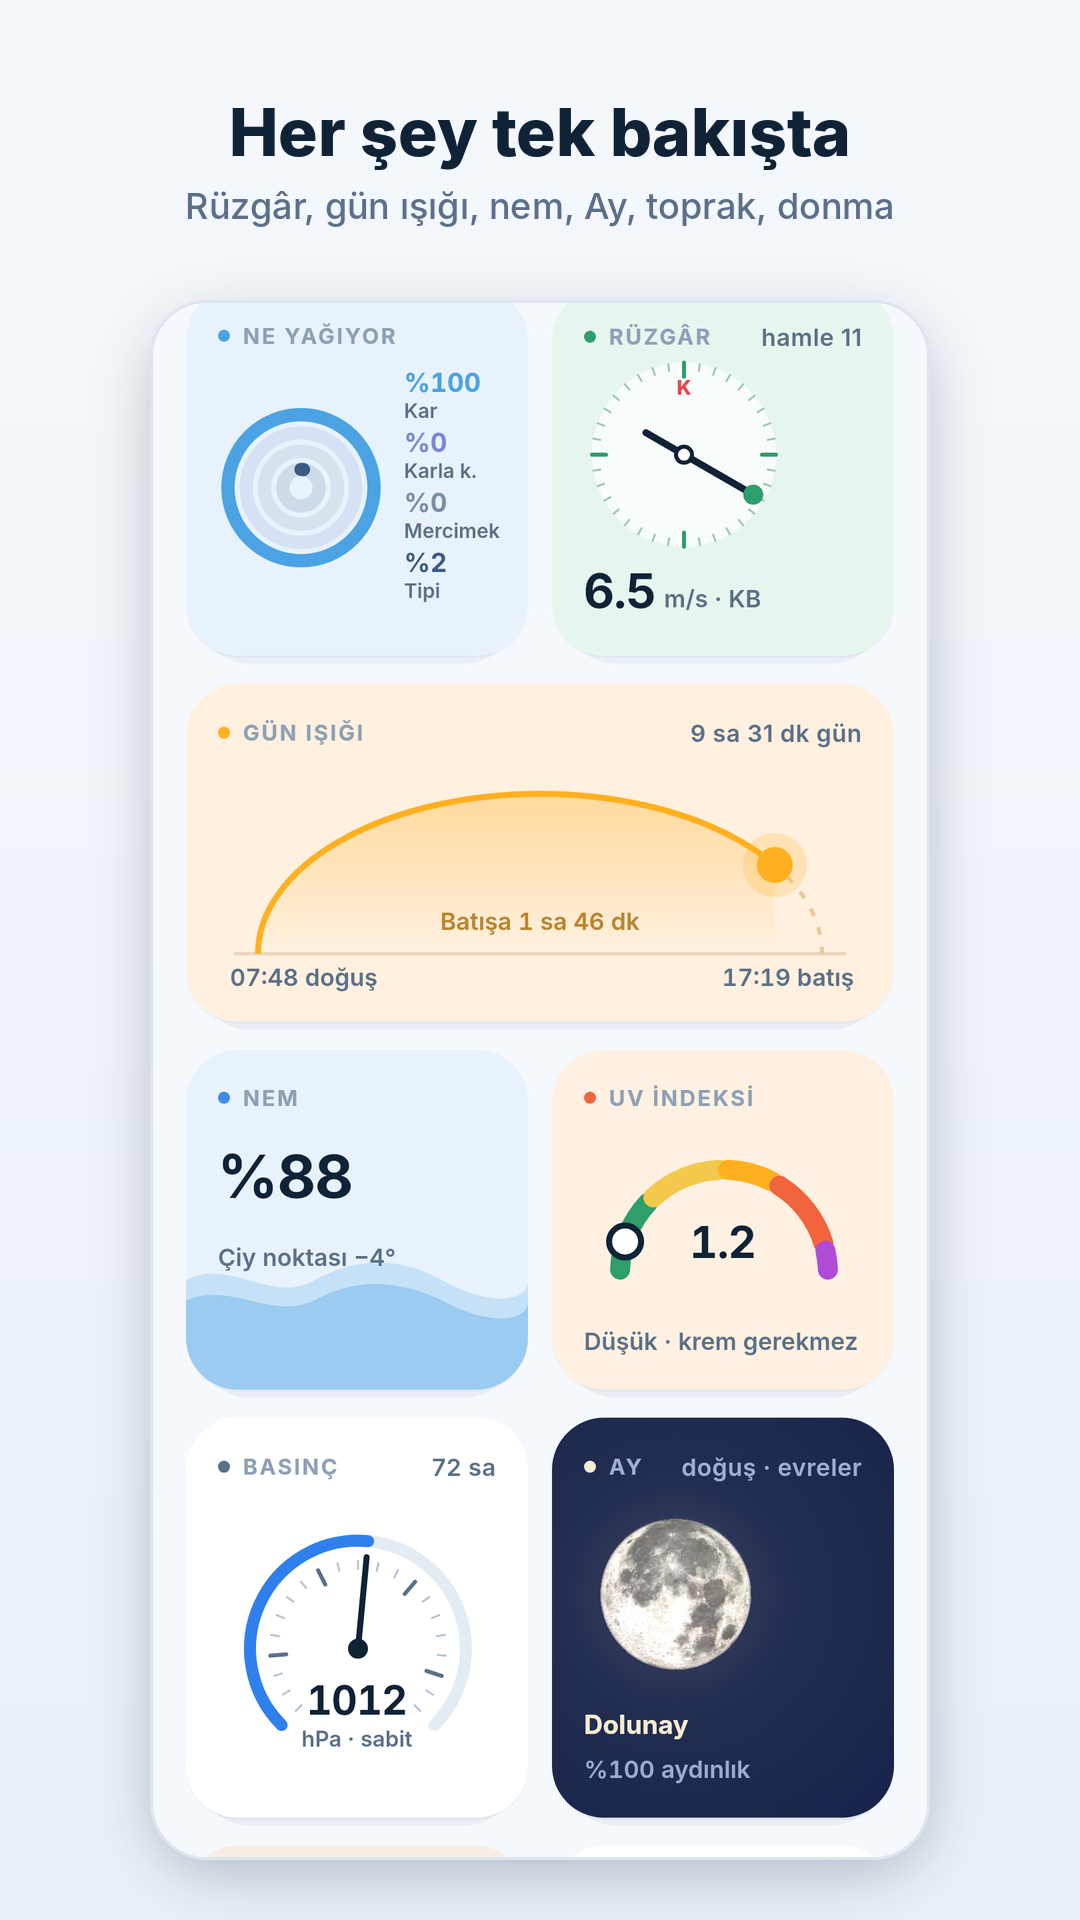 Her şey tek bakışta
Rüzgâr, gün ışığı, nem, Ay, toprak, donma
NE YAĞIYOR
%100
Kar
%0
Karla k.
%0
Mercimek
%2
Tipi
RÜZGÂR hamle 11
K
6.5 m/s · KB
GÜN IŞIĞI 9 sa 31 dk gün
Batışa 1 sa 46 dk
07:48 doğuş 17:19 batış
NEM
%88
Çiy noktası −4°
UV İNDEKSİ
1.2
Düşük · krem gerekmez
BASINÇ 72 sa
1012
hPa · sabit
AY doğuş · evreler
Dolunay
%100 aydınlık